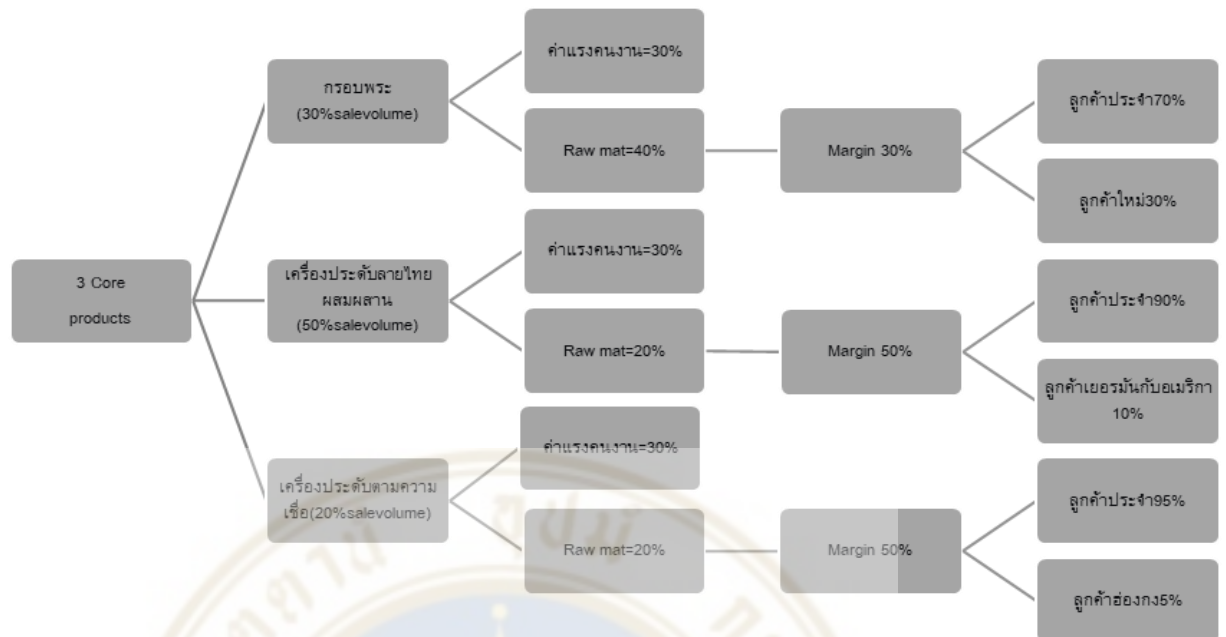 3 Core
products
กรอบพระ
(30%salevolume)
ค่าแรงคนงาน=30%
Raw mat=40%
Margin 30%
ลูกค้าประจำ70%
ลูกค้าใหม่30%
เครื่องประดับลายไทย
ผสมผสาน
(50%salevolume)
ค่าแรงคนงาน=30%
Raw mat=20%
Margin 50%
ลูกค้าประจำ90%
ลูกค้าเยอรมันกับอเมริกา
10%
เครื่องประดับตามความ
เชื่อ(20%salevolume)
ค่าแรงคนงาน=30%
Raw mat=20%
Margin 50%
ลูกค้าประจำ95%
ลูกค้าฮ่องกง5%